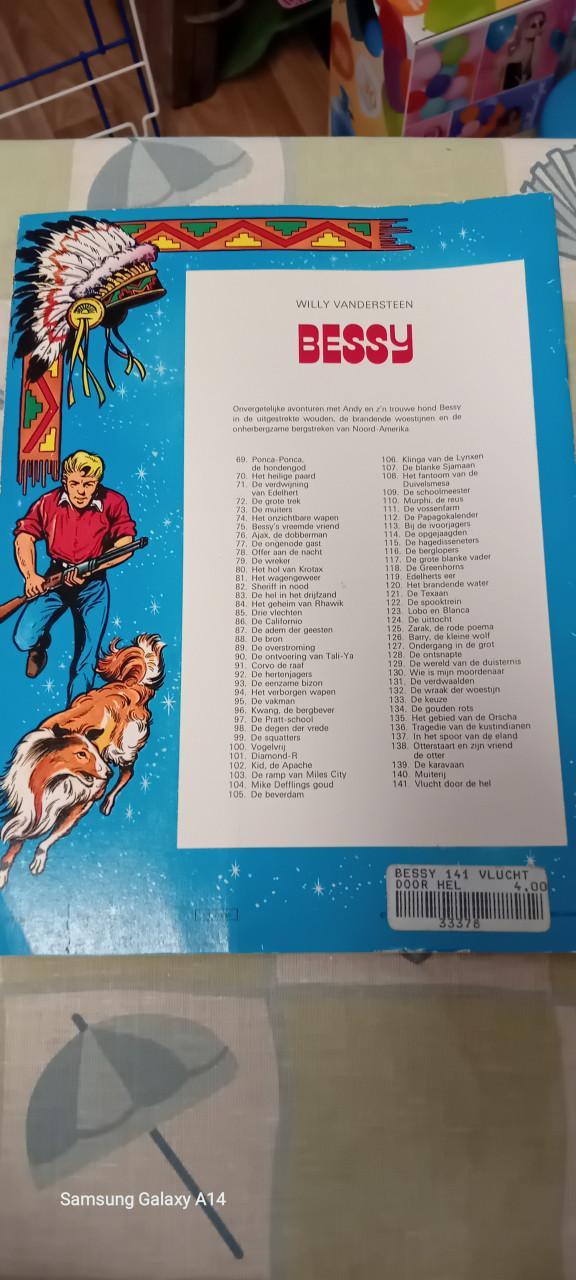 WILLY VANDERSTEEN
BESSY
Onvergetelijke avonturen met Andy en z'n trouwe hond Bessy
in de uitgestrekte wouden, de brandende woestijnen en de
onherbergzame bergstreken van Noord-Amerika.
69. Ponca-Ponca,
de hondengod
70. Het heilige paard
71. De verdwijning
van Edelhert
72. De grote trek
73. De muiters
74. Het onzichtbare wapen
75. Bessy's vreemde vriend
76. Ajax, de dobberman
77. De ongenode gast
78. Offer aan de nacht
79. De wreker
80. Het hol van Krotax
81. Het wagengeweer
82. Sheriff in nood
83. De hel in het drijfzand
84. Het geheim van Rhawik
85. Drie vlechten
86. De Californio
87. De adem der geesten
88. De bron
89. De overstroming
90. De ontvoering van Tali-Ya
91. Corvo de raaf
92. De hertenjagers
93. De eenzame bizon
94. Het verborgen wapen
95. De vakman
96. Kwang, de bergbever
97. De Pratt-school
98. De degen der vrede
99. De squatters
100. Vogelvrij
101. Diamond-R
102. Kid, de Apache
103. De ramp van Miles City
104. Mike Defflings goud
105. De beverdam
106. Klinga van de Lynxen
107. De blanke Sjamaan
108. Het fantoom van de
Duivelsmesa
109. De schoolmeester
110. Murphi, de reus
111. De vossenfarm
112. De Papagokalender
113. Bij de ivoorjagers
114. De opgejaagden
115. De hagedisseneters
116. De berglopers
117. De grote blanke vader
118. De Greenhorns
119. Edelherts eer
120. Het brandende water
121. De Texaan
122. De spooktrein
123. Lobo en Blanca
124. De uittocht
125. Zarak, de rode poema
126. Barry, de kleine wolf
127. Ondergang in de grot
128. De ontsnapte
129. De wereld van de duisternis
130. Wie is mijn moordenaar
131. De verdwaalden
132. De wraak der woestijn
133. De keuze
134. De gouden rots
135. Het gebied van de Orscha
136. Tragedie van de kustindianen
137. In het spoor van de eland
138. Otterstaart en zijn vriend
de otter
139. De karavaan
140. Muiterij
141. Vlucht door de hel
BESSY 141 VLUCHT
DOOR HEL 4,00
33378
Samsung Galaxy A14